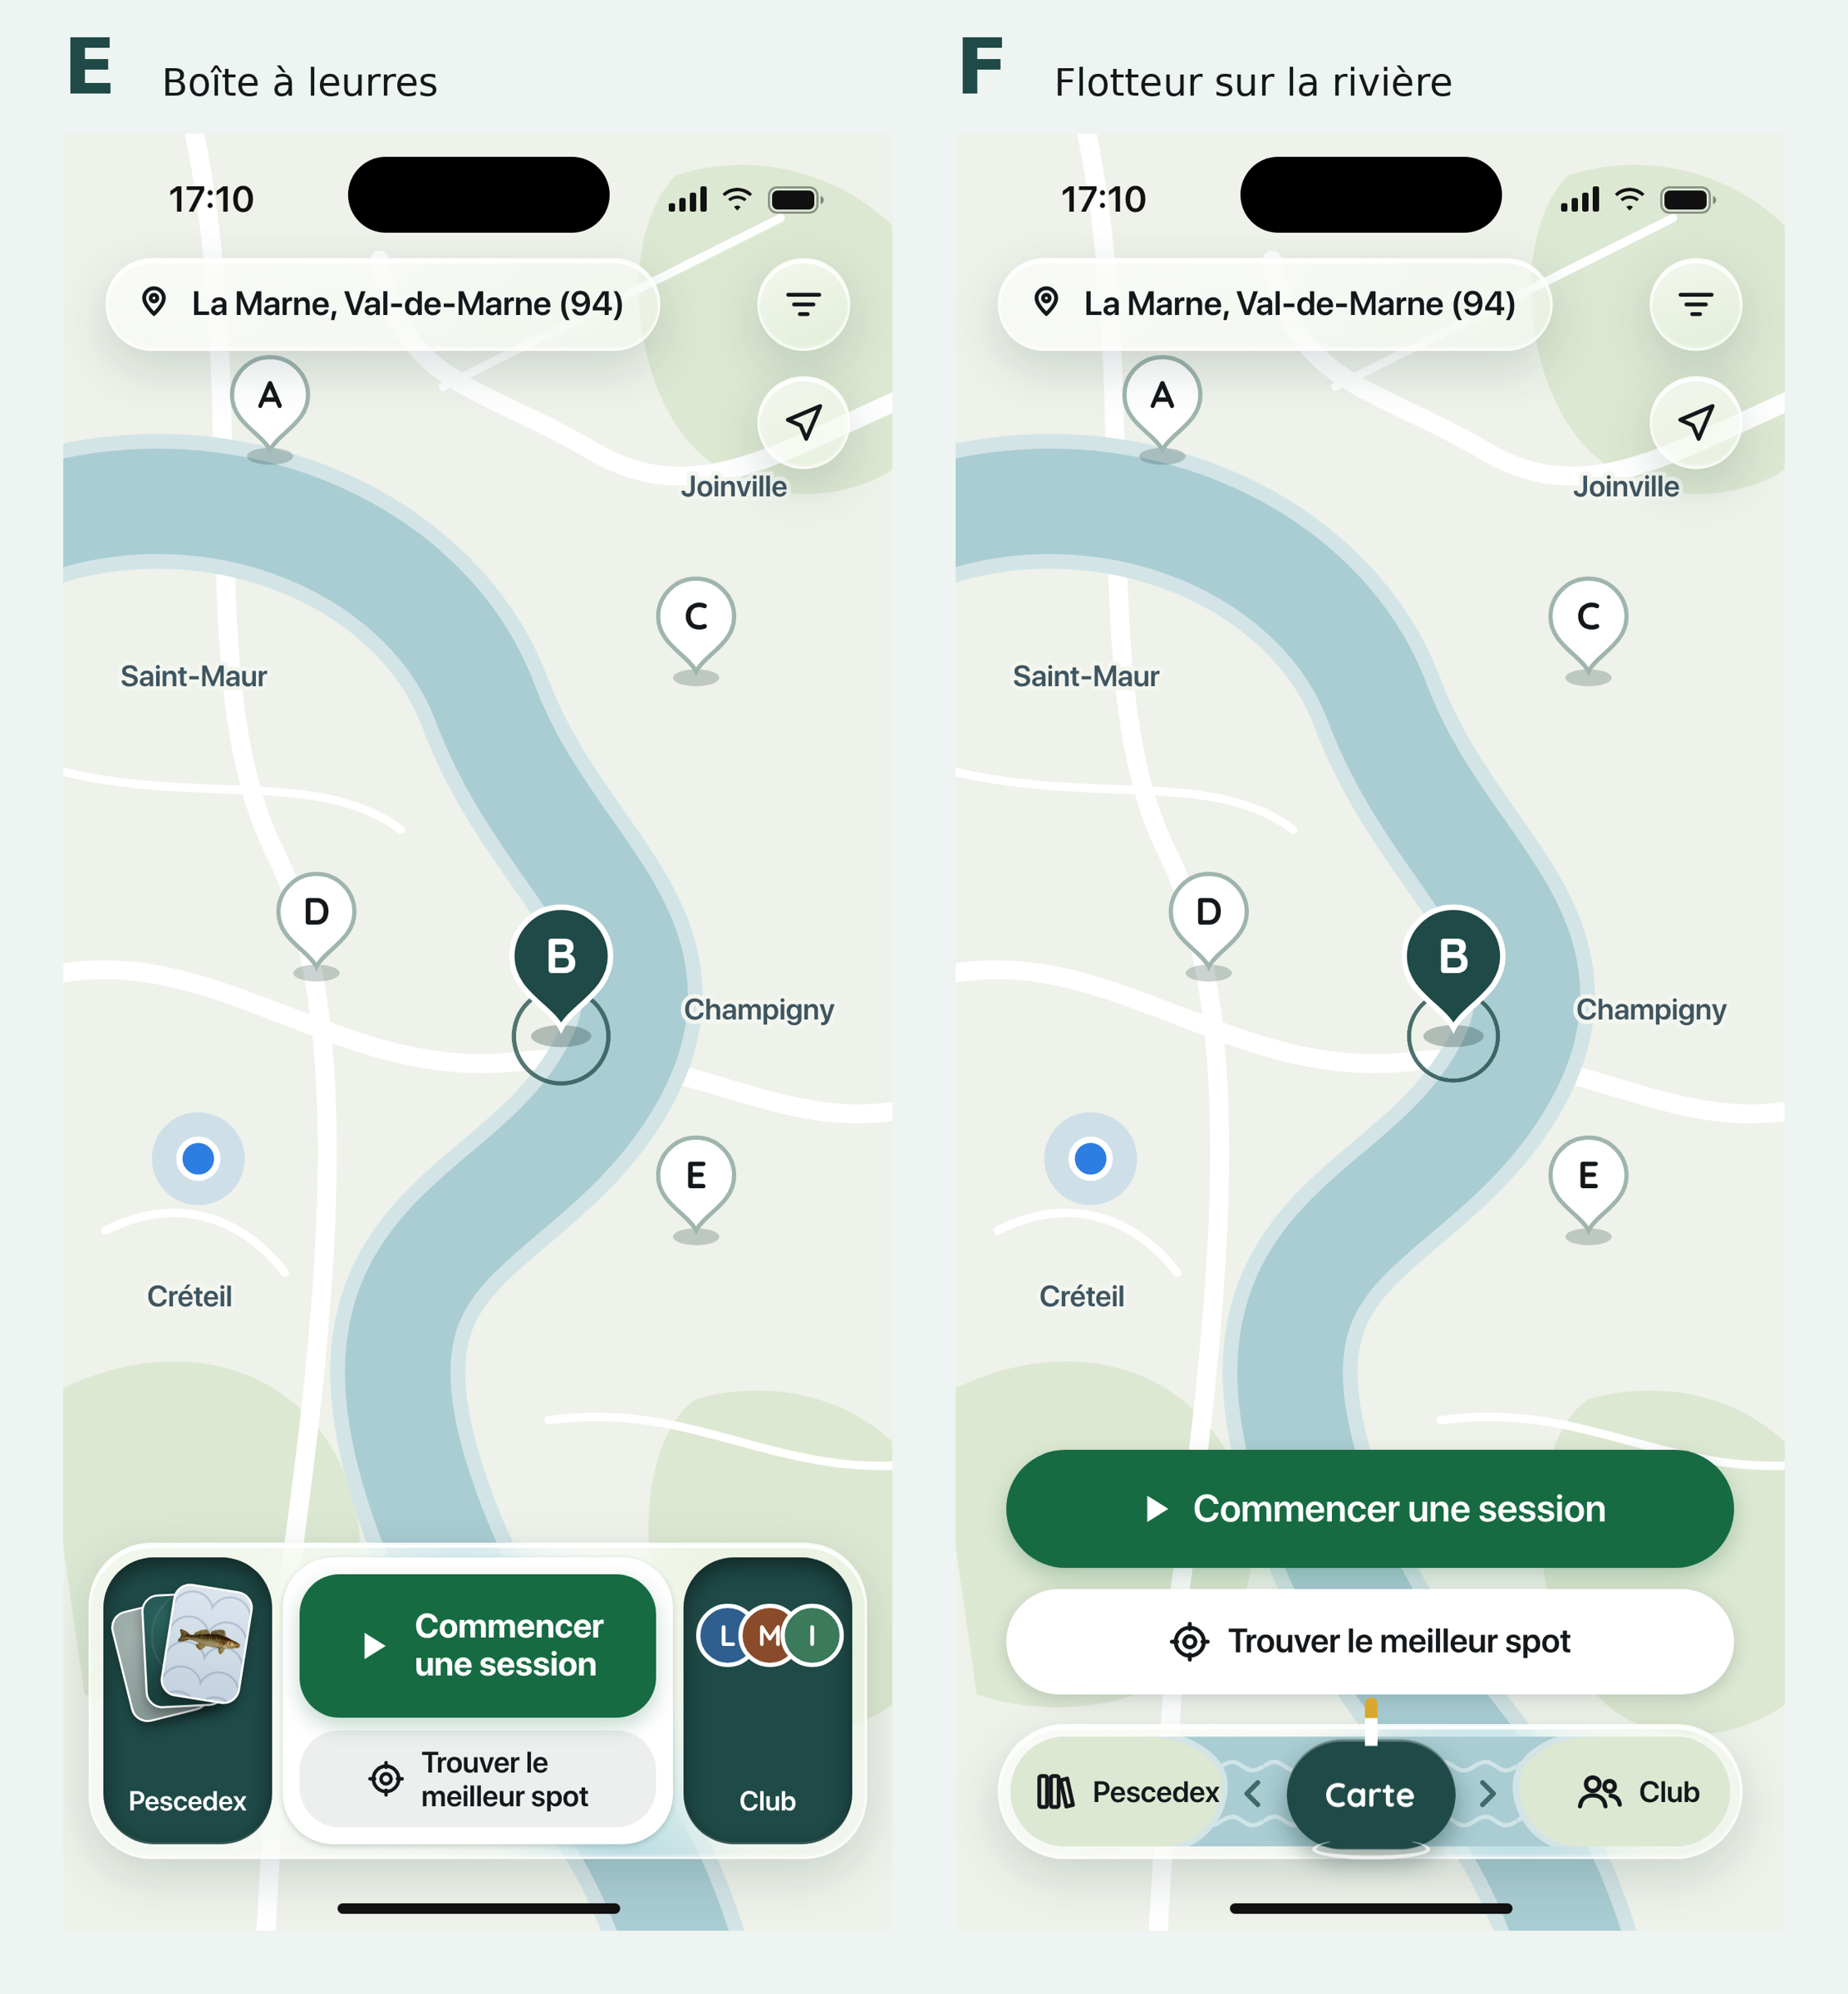 E Boîte à leurres
17:10
La Marne, Val-de-Marne (94)
A
Joinville
C
Saint-Maur
D
B
Champigny
E
Créteil
Commencer
une session
L M I
Trouver le
meilleur spot
Pescedex
Club
F Flotteur sur la rivière
17:10
La Marne, Val-de-Marne (94)
A
Joinville
C
Saint-Maur
D
B
Champigny
E
Créteil
Commencer une session
Trouver le meilleur spot
Pescedex
Carte
Club